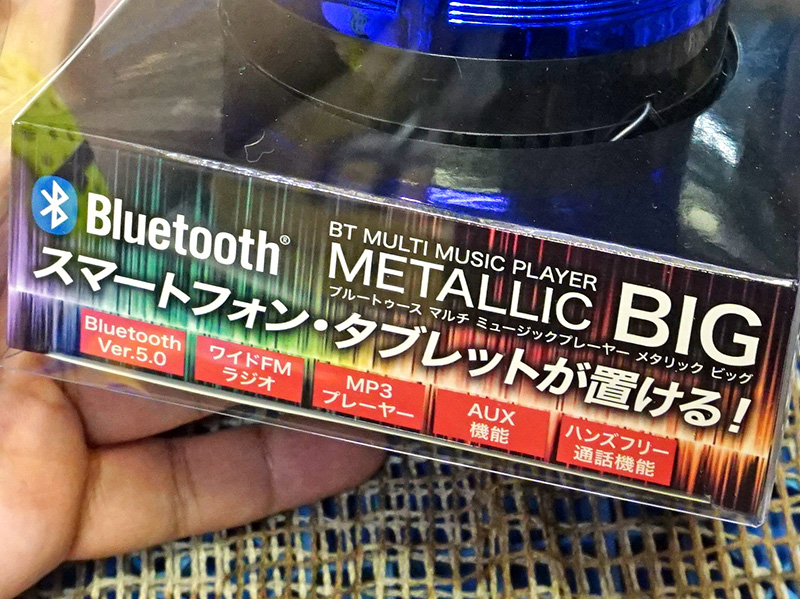 Bluetooth®
BT MULTI MUSIC PLAYER
METALLIC BIG
ブルートゥース マルチ ミュージックプレーヤー メタリック ビッグ
スマートフォン・タブレットが置ける!
Bluetooth
Ver.5.0
ワイドFM
ラジオ
MP3
プレーヤー
AUX
機能
ハンズフリー
通話機能